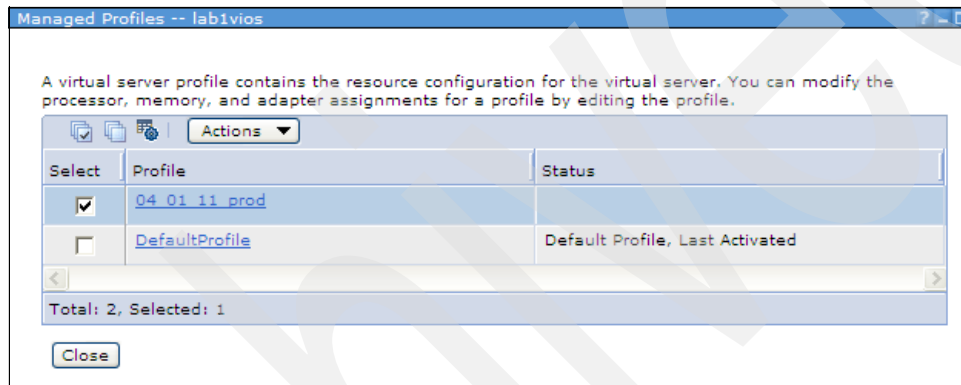 Managed Profiles -- lab1vios
A virtual server profile contains the resource configuration for the virtual server. You can modify the
processor, memory, and adapter assignments for a profile by editing the profile.
Actions
Select Profile Status
04_01_11_prod
DefaultProfile Default Profile, Last Activated
Total: 2, Selected: 1
Close